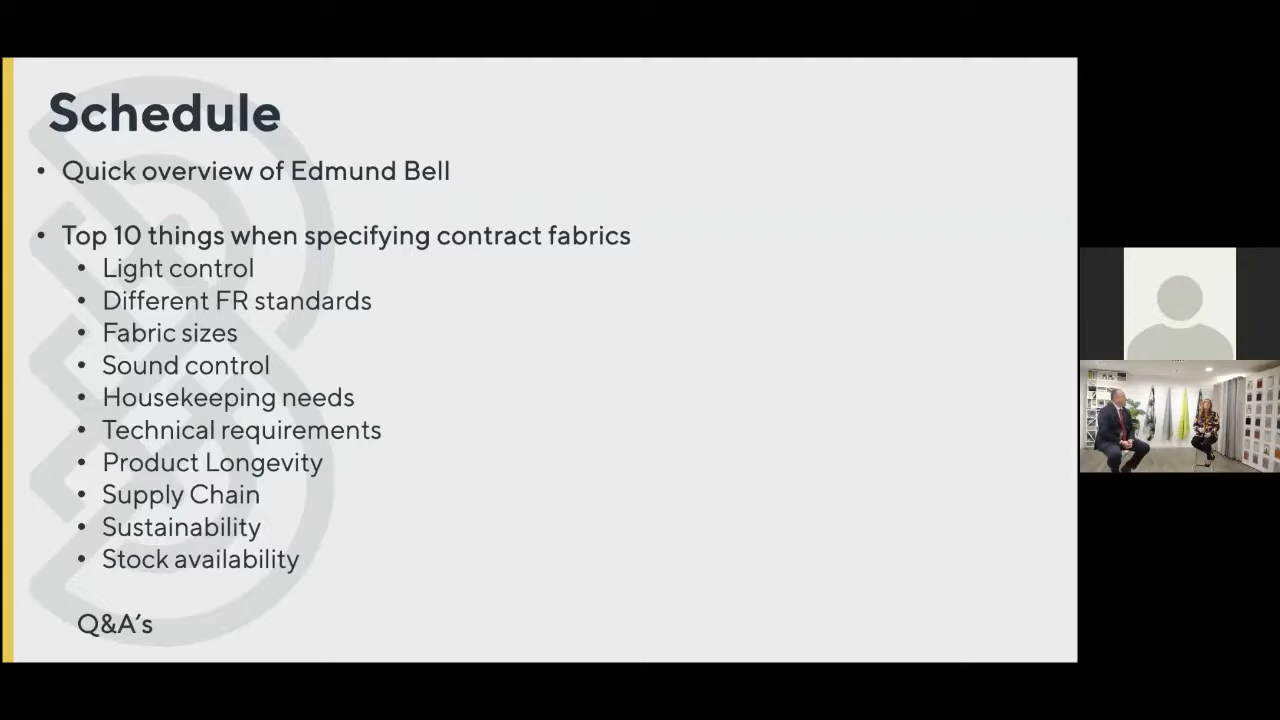 Schedule
• Quick overview of Edmund Bell
• Top 10 things when specifying contract fabrics
• Light control
• Different FR standards
• Fabric sizes
• Sound control
• Housekeeping needs
• Technical requirements
• Product Longevity
• Supply Chain
• Sustainability
• Stock availability
Q&A's